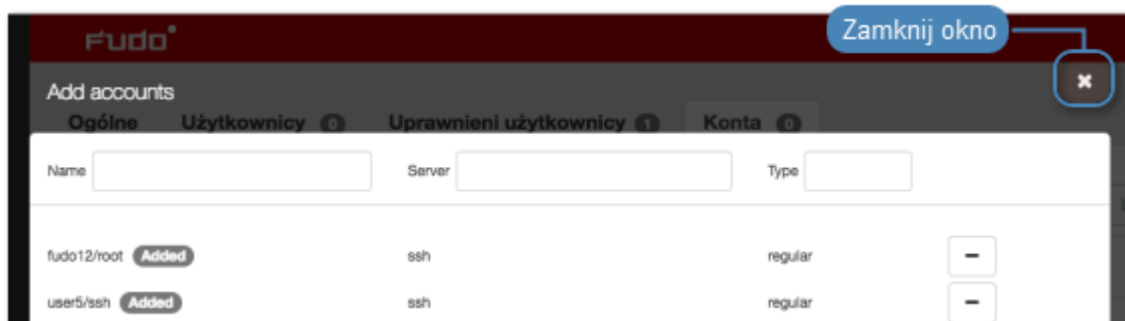 Fudo
Zamknij okno
Add accounts
Ogólne Użytkownicy 0 Uprawnieni użytkownicy 1 Konta 0
Name Server Type
fudo12/root Added ssh regular
user5/ssh Added ssh regular